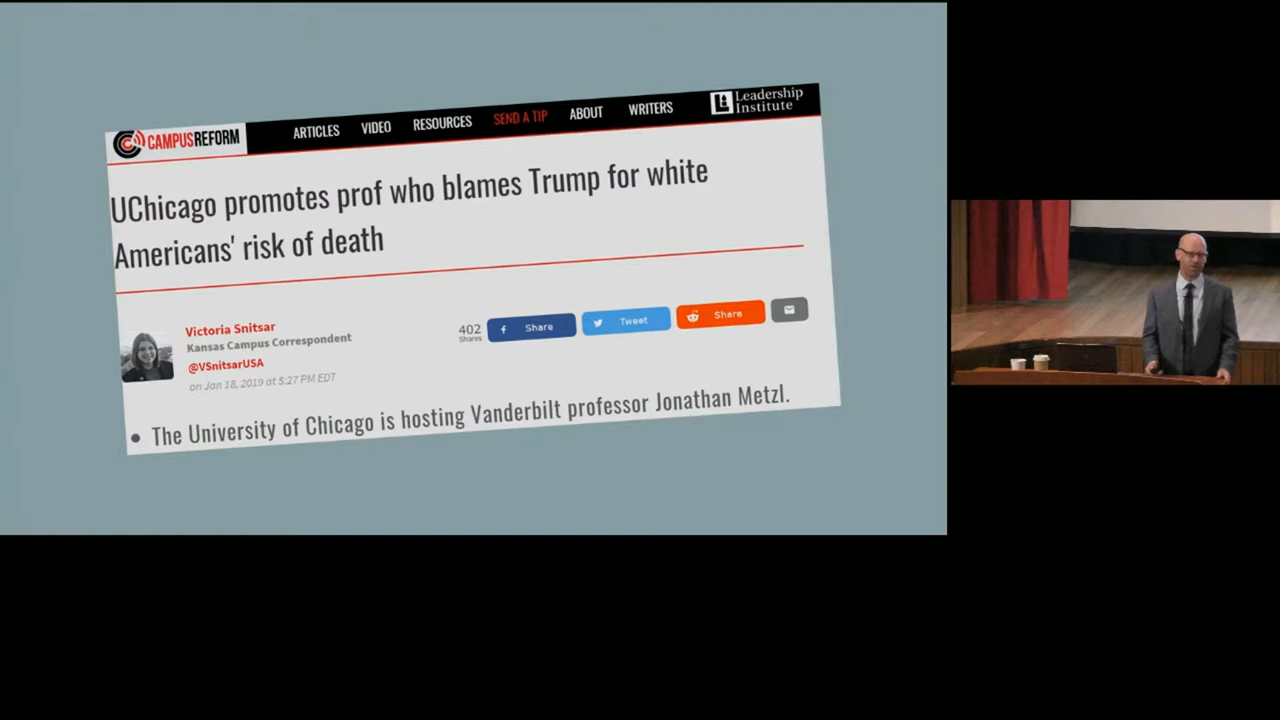 CAMPUSREFORM
ARTICLES VIDEO RESOURCES SEND A TIP ABOUT WRITERS
Leadership
Institute
UChicago promotes prof who blames Trump for white
Americans' risk of death
Victoria Snitsar
Kansas Campus Correspondent
@VSnitsarUSA
on Jan 18, 2019 at 5:27 PM EDT
402
Shares
Share
Tweet
Share
• The University of Chicago is hosting Vanderbilt professor Jonathan Metzl.